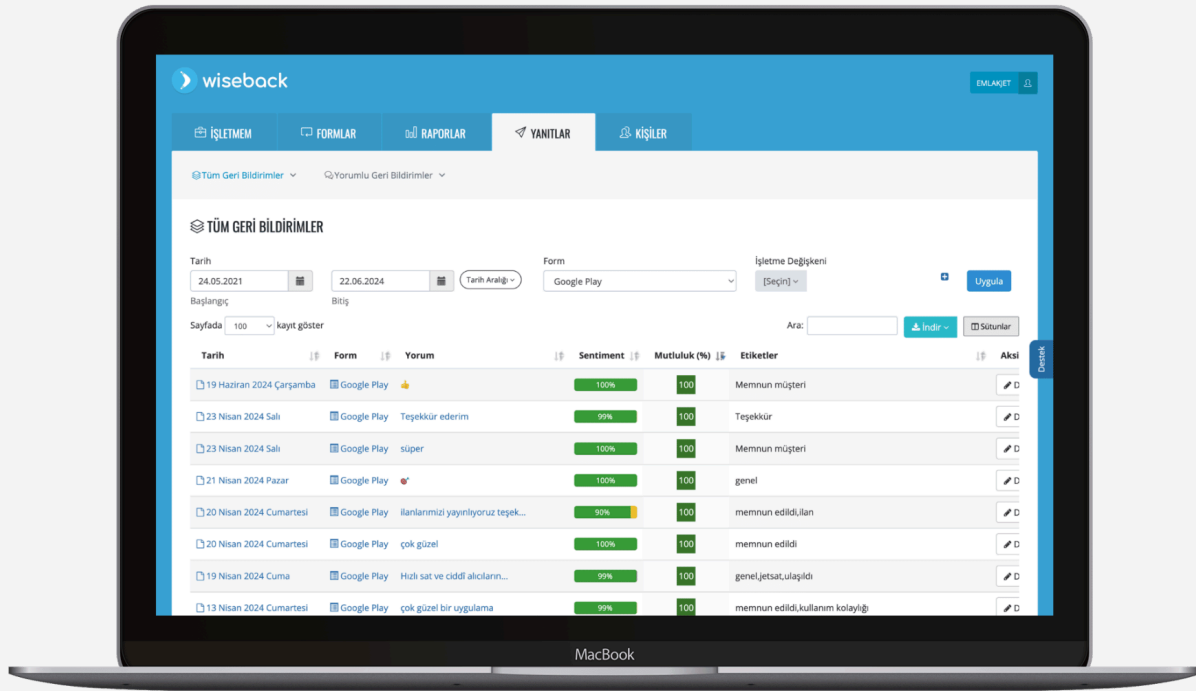 wiseback
EMLAKJET
İŞLETMEM FORMLAR RAPORLAR YANITLAR KİŞİLER
Tüm Geri Bildirimler Yorumlu Geri Bildirimler
TÜM GERİ BİLDİRİMLER
Tarih Form İşletme Değişkeni
24.05.2021 22.06.2024 Tarih Aralığı Google Play [Seçin] Uygula
Başlangıç Bitiş
Sayfada 100 kayıt göster Ara: İndir Sütunlar
Destek
Tarih Form Yorum Sentiment Mutluluk (%) Etiketler Aksi
19 Haziran 2024 Çarşamba Google Play 👍 100% 100 Memnun müşteri D
23 Nisan 2024 Salı Google Play Teşekkür ederim 99% 100 Teşekkür D
23 Nisan 2024 Salı Google Play süper 100% 100 Memnun müşteri D
21 Nisan 2024 Pazar Google Play 100% 100 genel D
20 Nisan 2024 Cumartesi Google Play ilanlarımizi yayınlıyoruz teşek... 90% 100 memnun edildi,ilan D
20 Nisan 2024 Cumartesi Google Play çok güzel 100% 100 memnun edildi D
19 Nisan 2024 Cuma Google Play Hızlı sat ve ciddî alıcıların... 99% 100 genel,jetsat,ulaşıldı D
13 Nisan 2024 Cumartesi Google Play çok güzel bir uygulama 99% 100 memnun edildi,kullanım kolaylığı D
MacBook